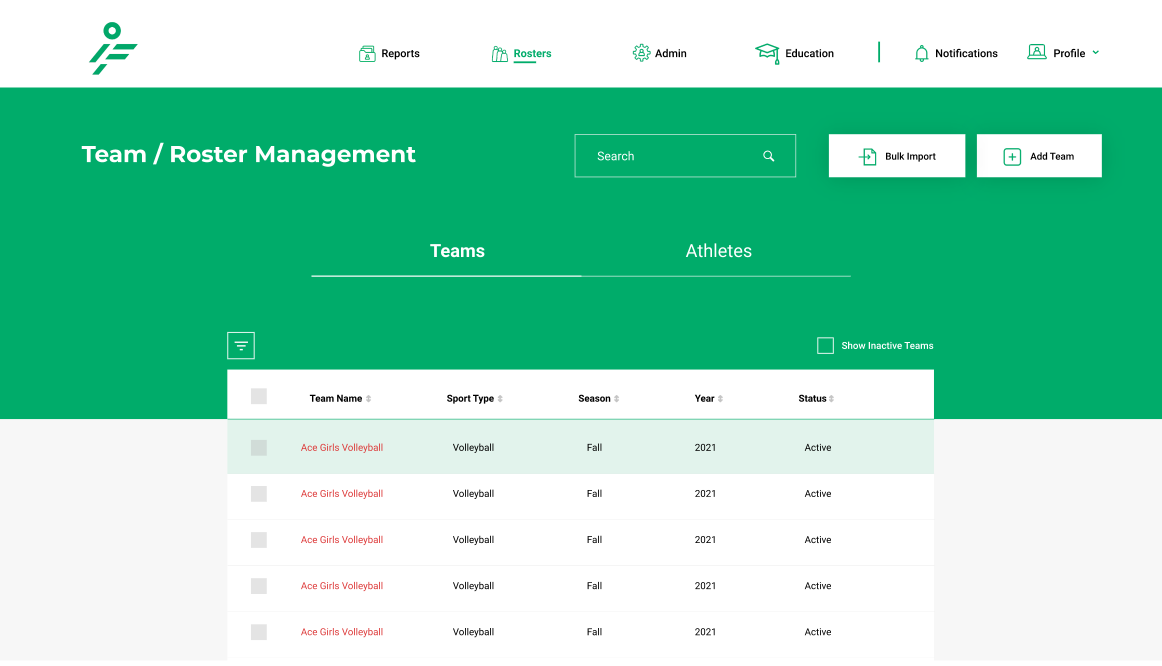 Reports Rosters Admin Education Notifications Profile
Team / Roster Management Search Bulk Import Add Team
Teams Athletes
Show Inactive Teams
Team Name Sport Type Season Year Status
Ace Girls Volleyball Volleyball Fall 2021 Active
Ace Girls Volleyball Volleyball Fall 2021 Active
Ace Girls Volleyball Volleyball Fall 2021 Active
Ace Girls Volleyball Volleyball Fall 2021 Active
Ace Girls Volleyball Volleyball Fall 2021 Active